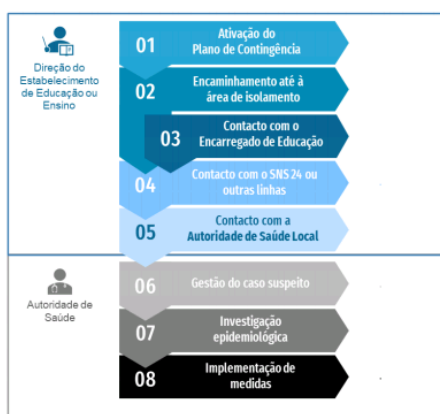 Direção do
Estabelecimento
de Educação ou
Ensino
01
Ativação do
Plano de Contingência
02
Encaminhamento até à
área de isolamento
03
Contacto com o
Encarregado de Educação
04
Contacto com o SNS 24 ou
outras linhas
05
Contacto com a
Autoridade de Saúde Local
Autoridade de
Saúde
06
Gestão do caso suspeito
07
Investigação
epidemiológica
08
Implementação de
medidas